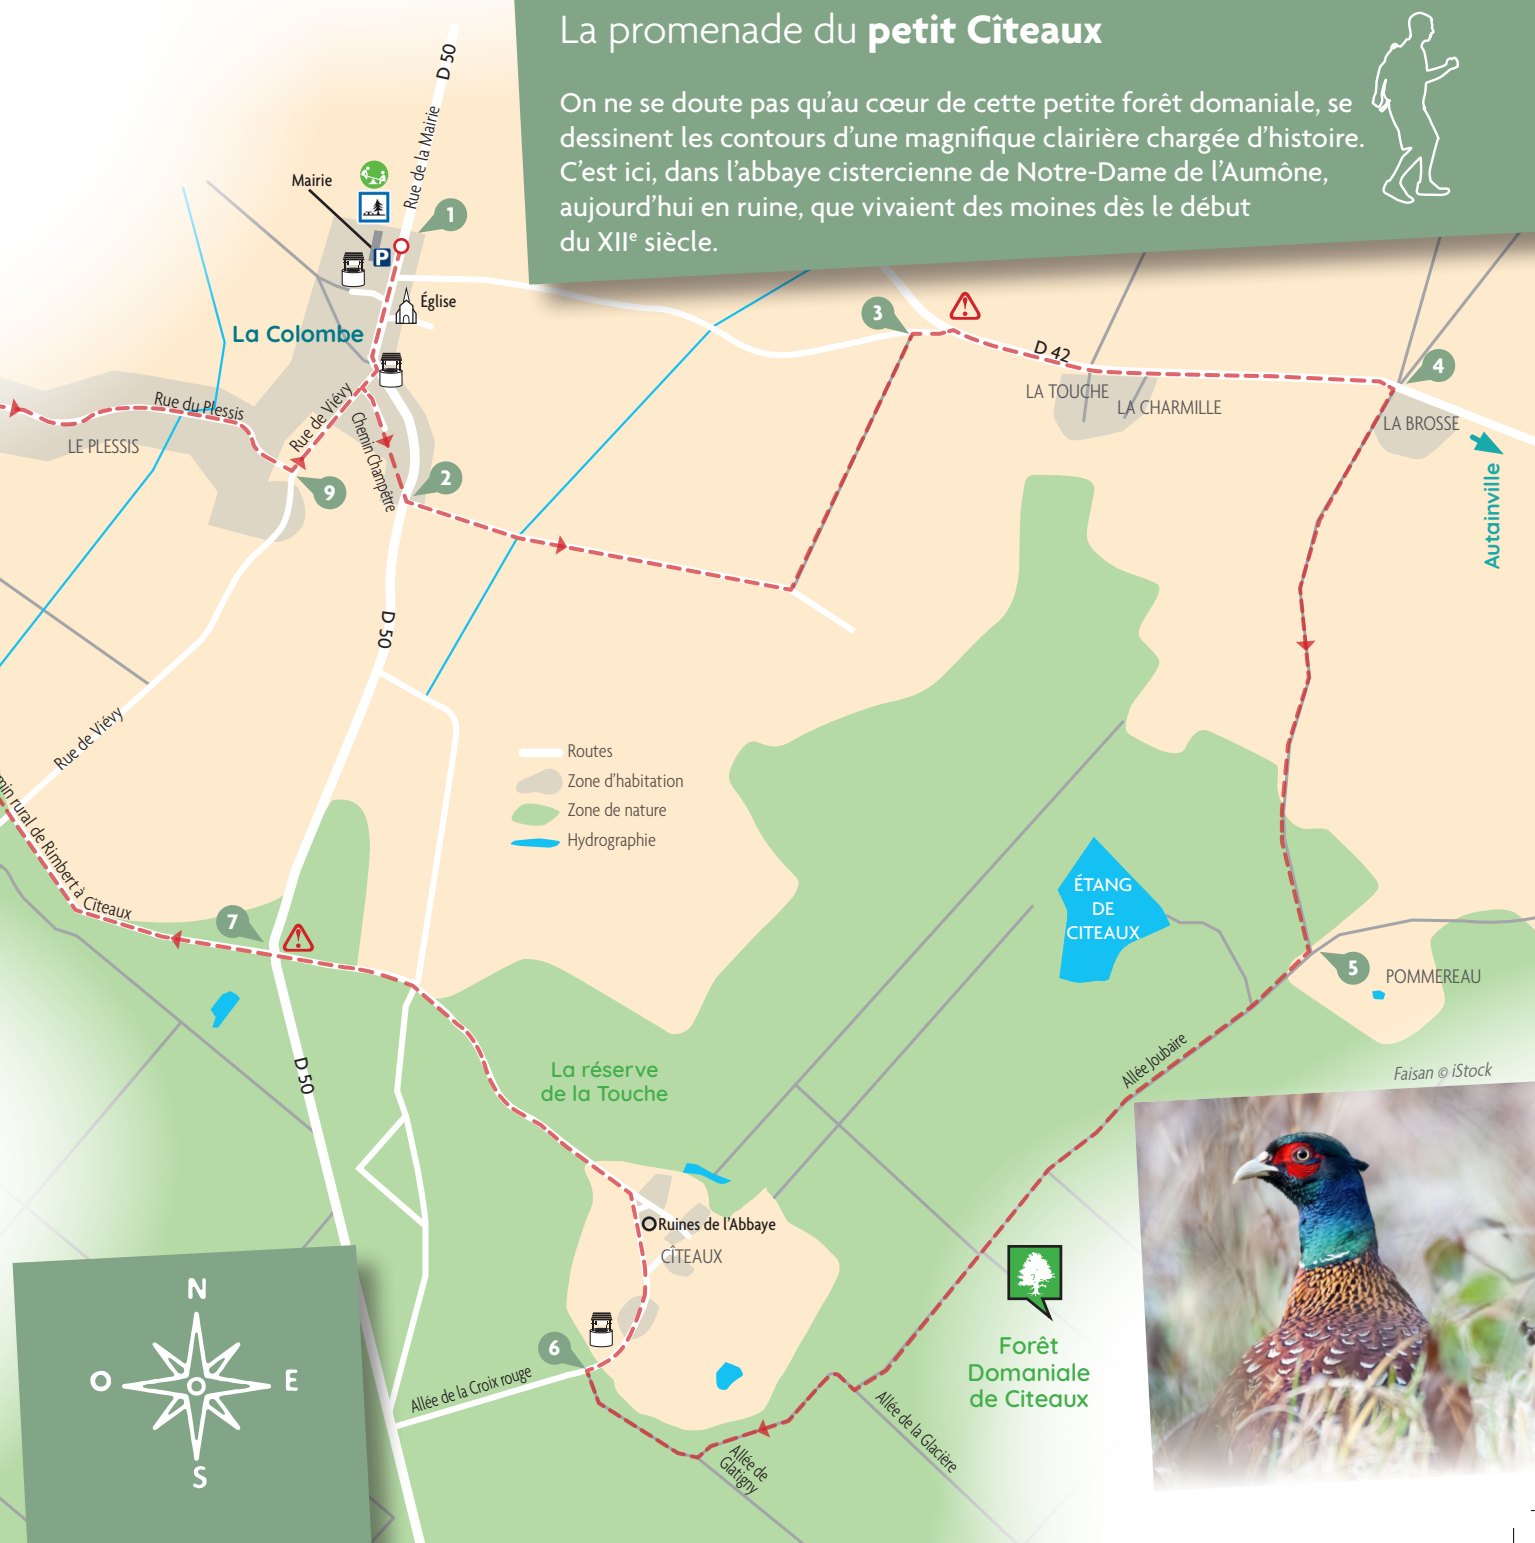 La promenade du petit Cîteaux
On ne se doute pas qu'au cœur de cette petite forêt domaniale, se
dessinent les contours d'une magnifique clairière chargée d'histoire.
C'est ici, dans l'abbaye cistercienne de Notre-Dame de l'Aumône,
aujourd'hui en ruine, que vivaient des moines dès le début
du XIIe siècle.
D 50
Rue de la Mairie
Mairie
1
P
Église
La Colombe
3
D 42
4
LA TOUCHE
LA CHARMILLE
LA BROSSE
Autainville
Rue du Plessis
LE PLESSIS
Rue de Viévy
Chemin Champêtre
9
2
D 50
Rue de Viévy
min rural de Rimbert à Citeaux
Routes
Zone d'habitation
Zone de nature
Hydrographie
7
ÉTANG
DE
CITEAUX
5
POMMEREAU
D 50
La réserve
de la Touche
Allée Joubaire
Faisan © iStock
Ruines de l'Abbaye
CÎTEAUX
6
Allée de la Croix rouge
Forêt
Domaniale
de Citeaux
Allée de la Glacière
Allée de
Glatigny
N
O
E
S